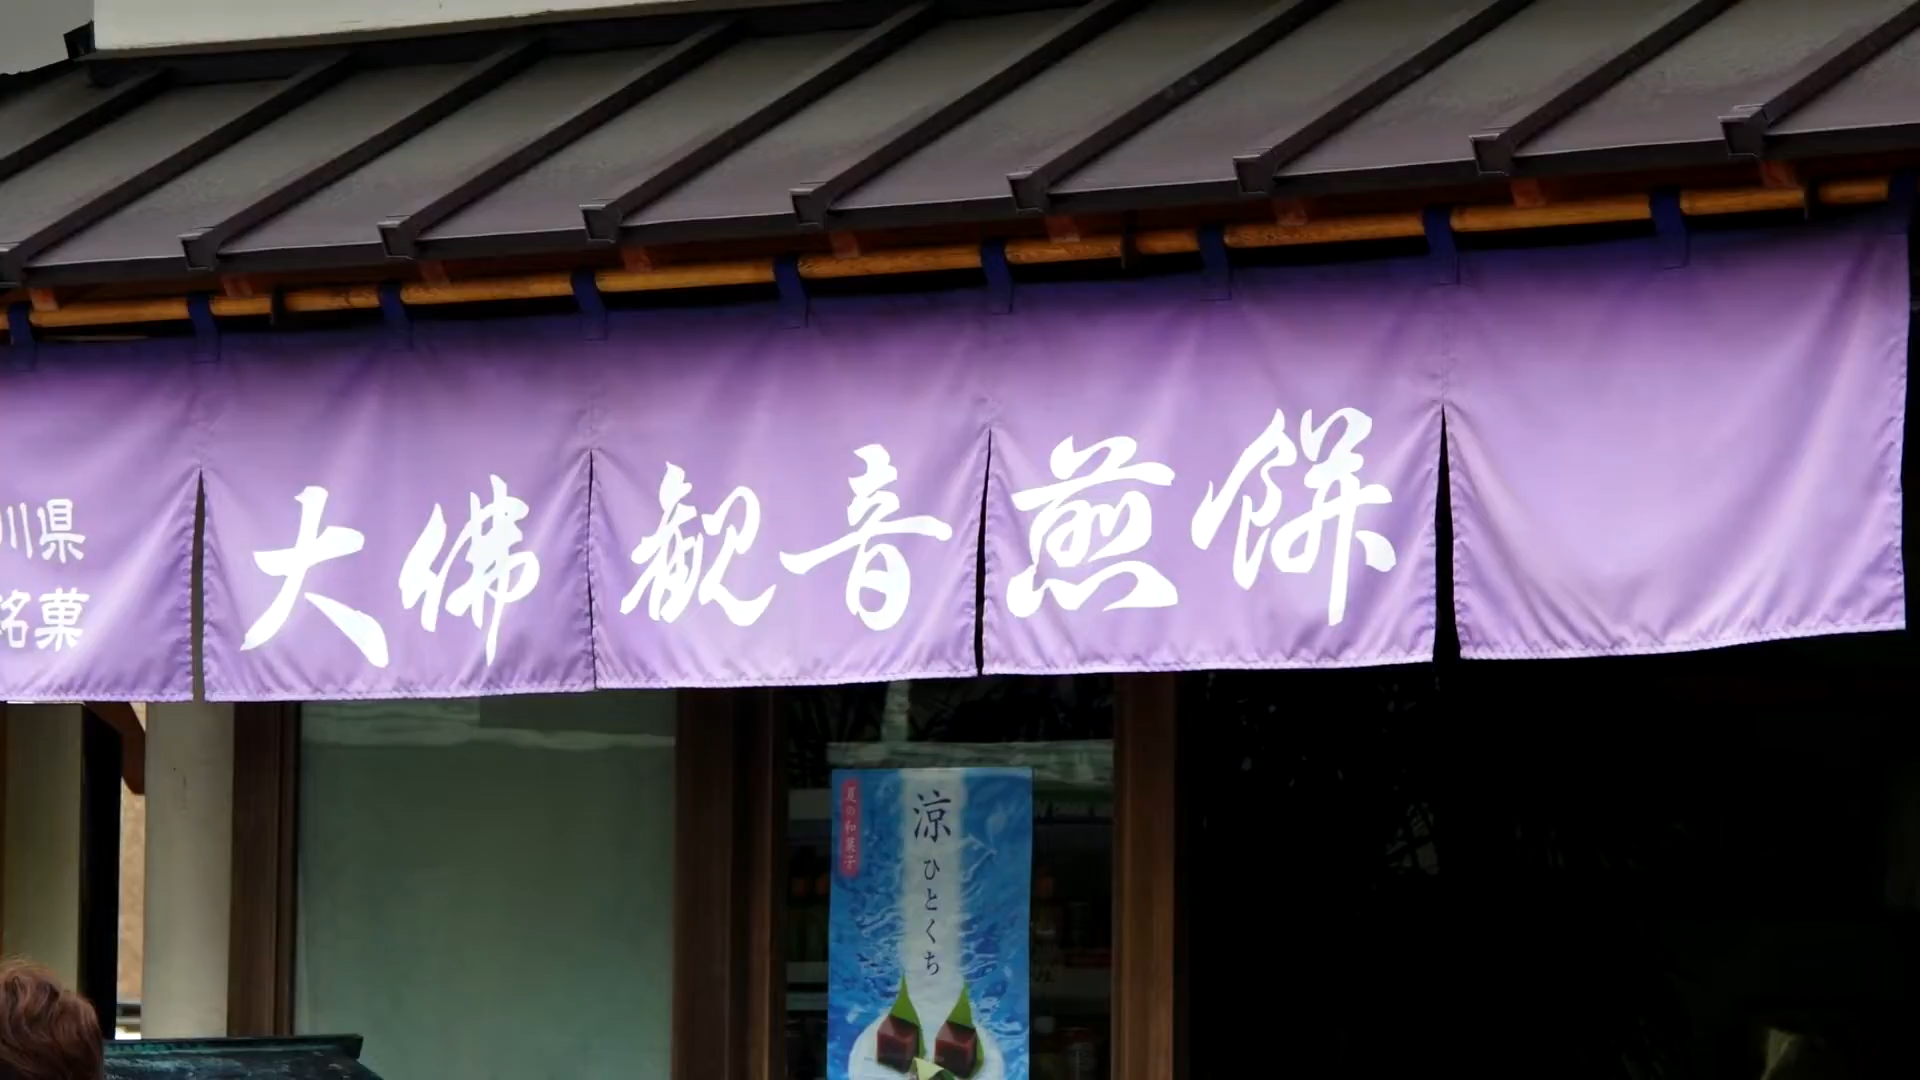 川県
銘菓
大佛観音煎餅
夏の和菓子
涼ひとくち